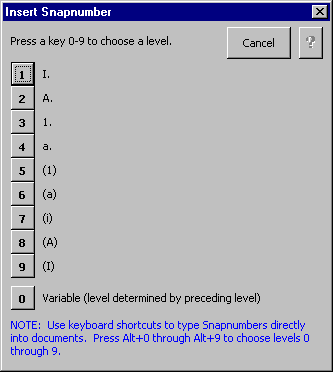 Insert Snapnumber
Press a key 0-9 to choose a level.
Cancel
?
1 I.
2 A.
3 1.
4 a.
5 (1)
6 (a)
7 (i)
8 (A)
9 (I)
0 Variable (level determined by preceding level)
NOTE: Use keyboard shortcuts to type Snapnumbers directly
into documents. Press Alt+0 through Alt+9 to choose levels 0
through 9.